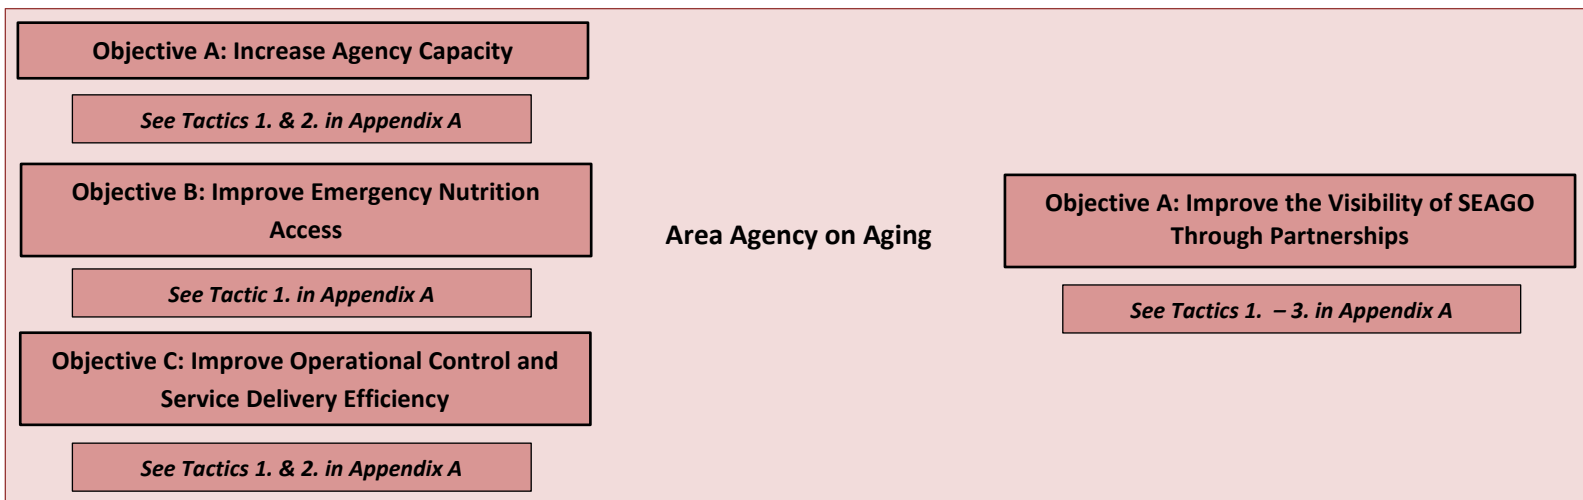 Objective A: Increase Agency Capacity
See Tactics 1. & 2. in Appendix A
Objective B: Improve Emergency Nutrition
Access
See Tactic 1. in Appendix A
Objective C: Improve Operational Control and
Service Delivery Efficiency
See Tactics 1. & 2. in Appendix A
Area Agency on Aging
Objective A: Improve the Visibility of SEAGO
Through Partnerships
See Tactics 1. – 3. in Appendix A